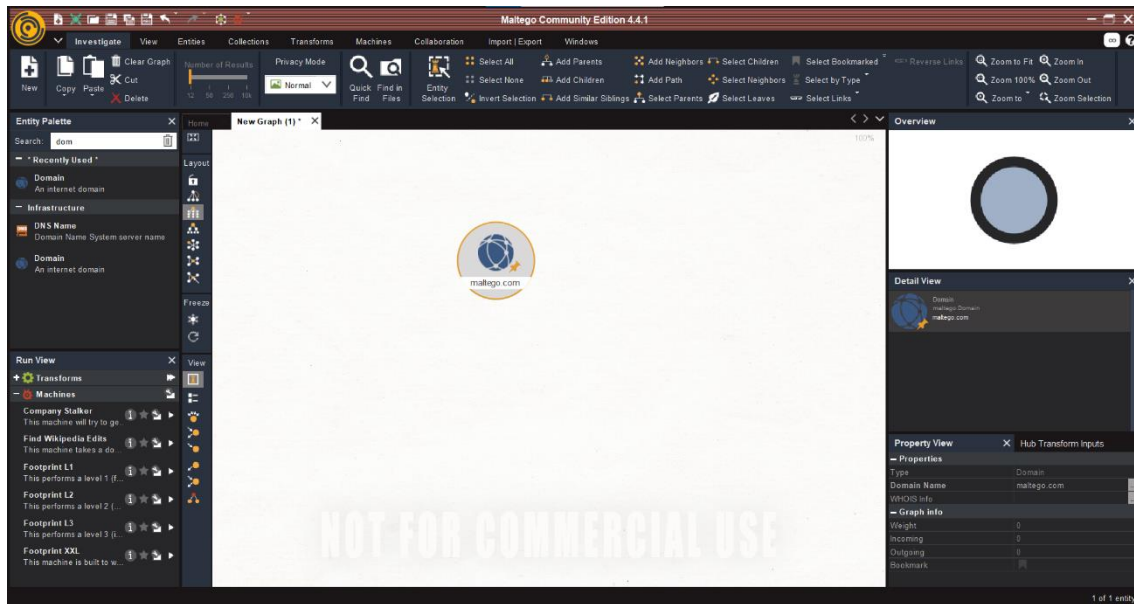 Maltego Community Edition 4.4.1
Investigate View Entities Collections Transforms Machines Collaboration Import | Export Windows
New
Copy Paste
Clear Graph
Cut
Delete
Number of Results
12 50 250 10k
Privacy Mode
Normal
Quick Find
Find in Files
Entity Selection
Select All
Select None
Invert Selection
Add Parents
Add Children
Add Similar Siblings
Add Neighbors
Add Path
Select Parents
Select Children
Select Neighbors
Select Leaves
Select Bookmarked
Select by Type
Select Links
Reverse Links
Zoom to Fit
Zoom 100%
Zoom to
Zoom In
Zoom Out
Zoom Selection
Entity Palette
Search: dom
* Recently Used *
Domain
An internet domain
Infrastructure
DNS Name
Domain Name System server name
Domain
An internet domain
Run View
Transforms
Machines
Company Stalker
This machine will try to ge..
Find Wikipedia Edits
This machine takes a do...
Footprint L1
This performs a level 1 (f...
Footprint L2
This performs a level 2 (...
Footprint L3
This performs a level 3 (i...
Footprint XXL
This machine is built to w...
Home
New Graph (1) *
Layout
Freeze
View
100%
maltego.com
NOT FOR COMMERCIAL USE
Overview
Detail View
Domain
maltego.Domain
maltego.com
Property View
Hub Transform Inputs
Properties
Type Domain
Domain Name maltego.com
WHOIS Info
Graph info
Weight 0
Incoming 0
Outgoing 0
Bookmark
1 of 1 entity